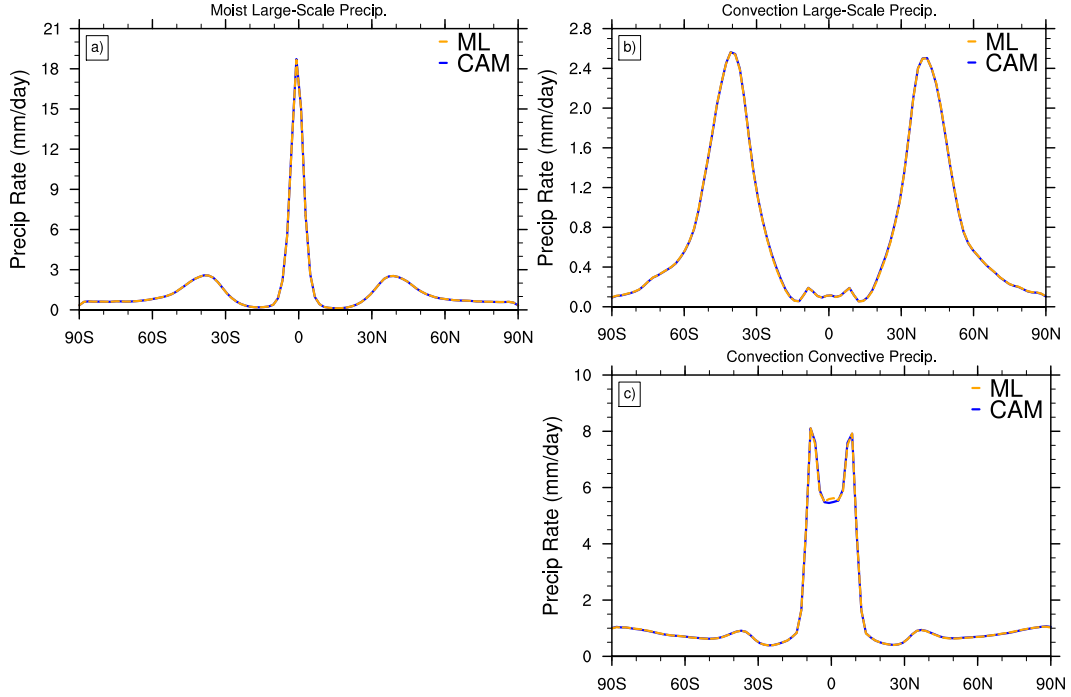 Moist Large-Scale Precip.
a)
ML
CAM
Precip Rate (mm/day)
21
18
15
12
9
6
3
0
90S 60S 30S 0 30N 60N 90N
Convection Large-Scale Precip.
b)
ML
CAM
Precip Rate (mm/day)
2.8
2.4
2.0
1.6
1.2
0.8
0.4
0.0
90S 60S 30S 0 30N 60N 90N
Convection Convective Precip.
c)
ML
CAM
Precip Rate (mm/day)
10
8
6
4
2
0
90S 60S 30S 0 30N 60N 90N